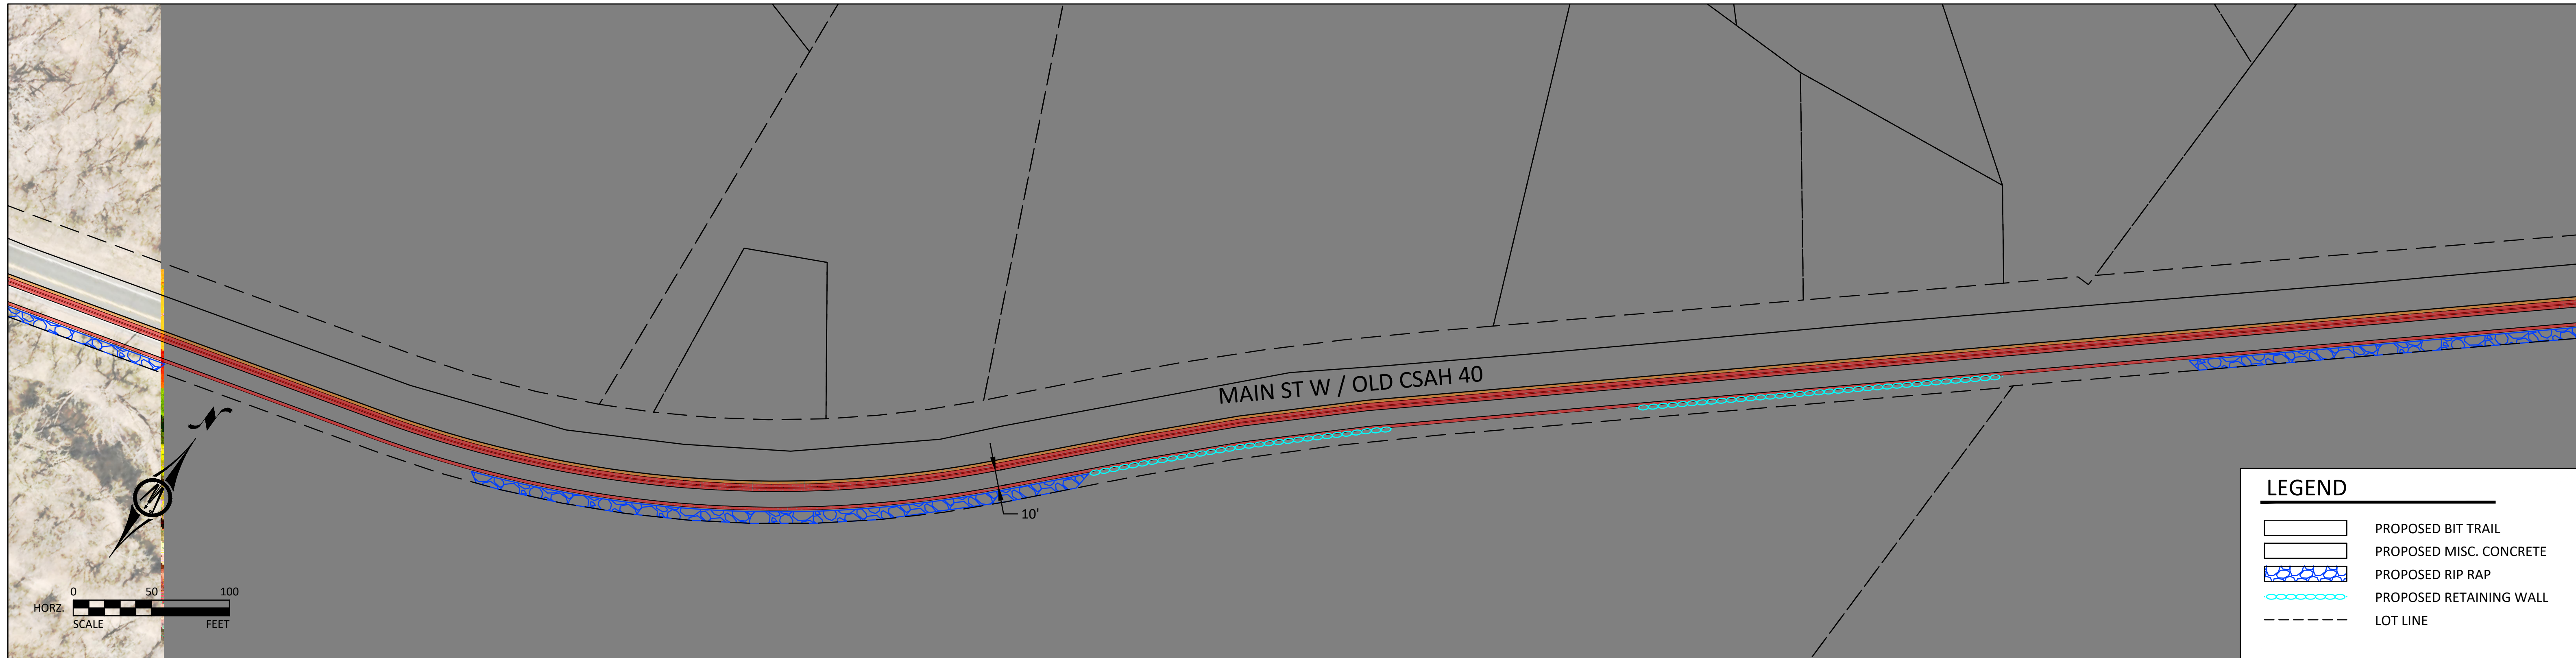 MAIN ST W / OLD CSAH 40
10'
N
0 50 100
HORZ.
SCALE FEET
LEGEND
PROPOSED BIT TRAIL
PROPOSED MISC. CONCRETE
PROPOSED RIP RAP
PROPOSED RETAINING WALL
LOT LINE